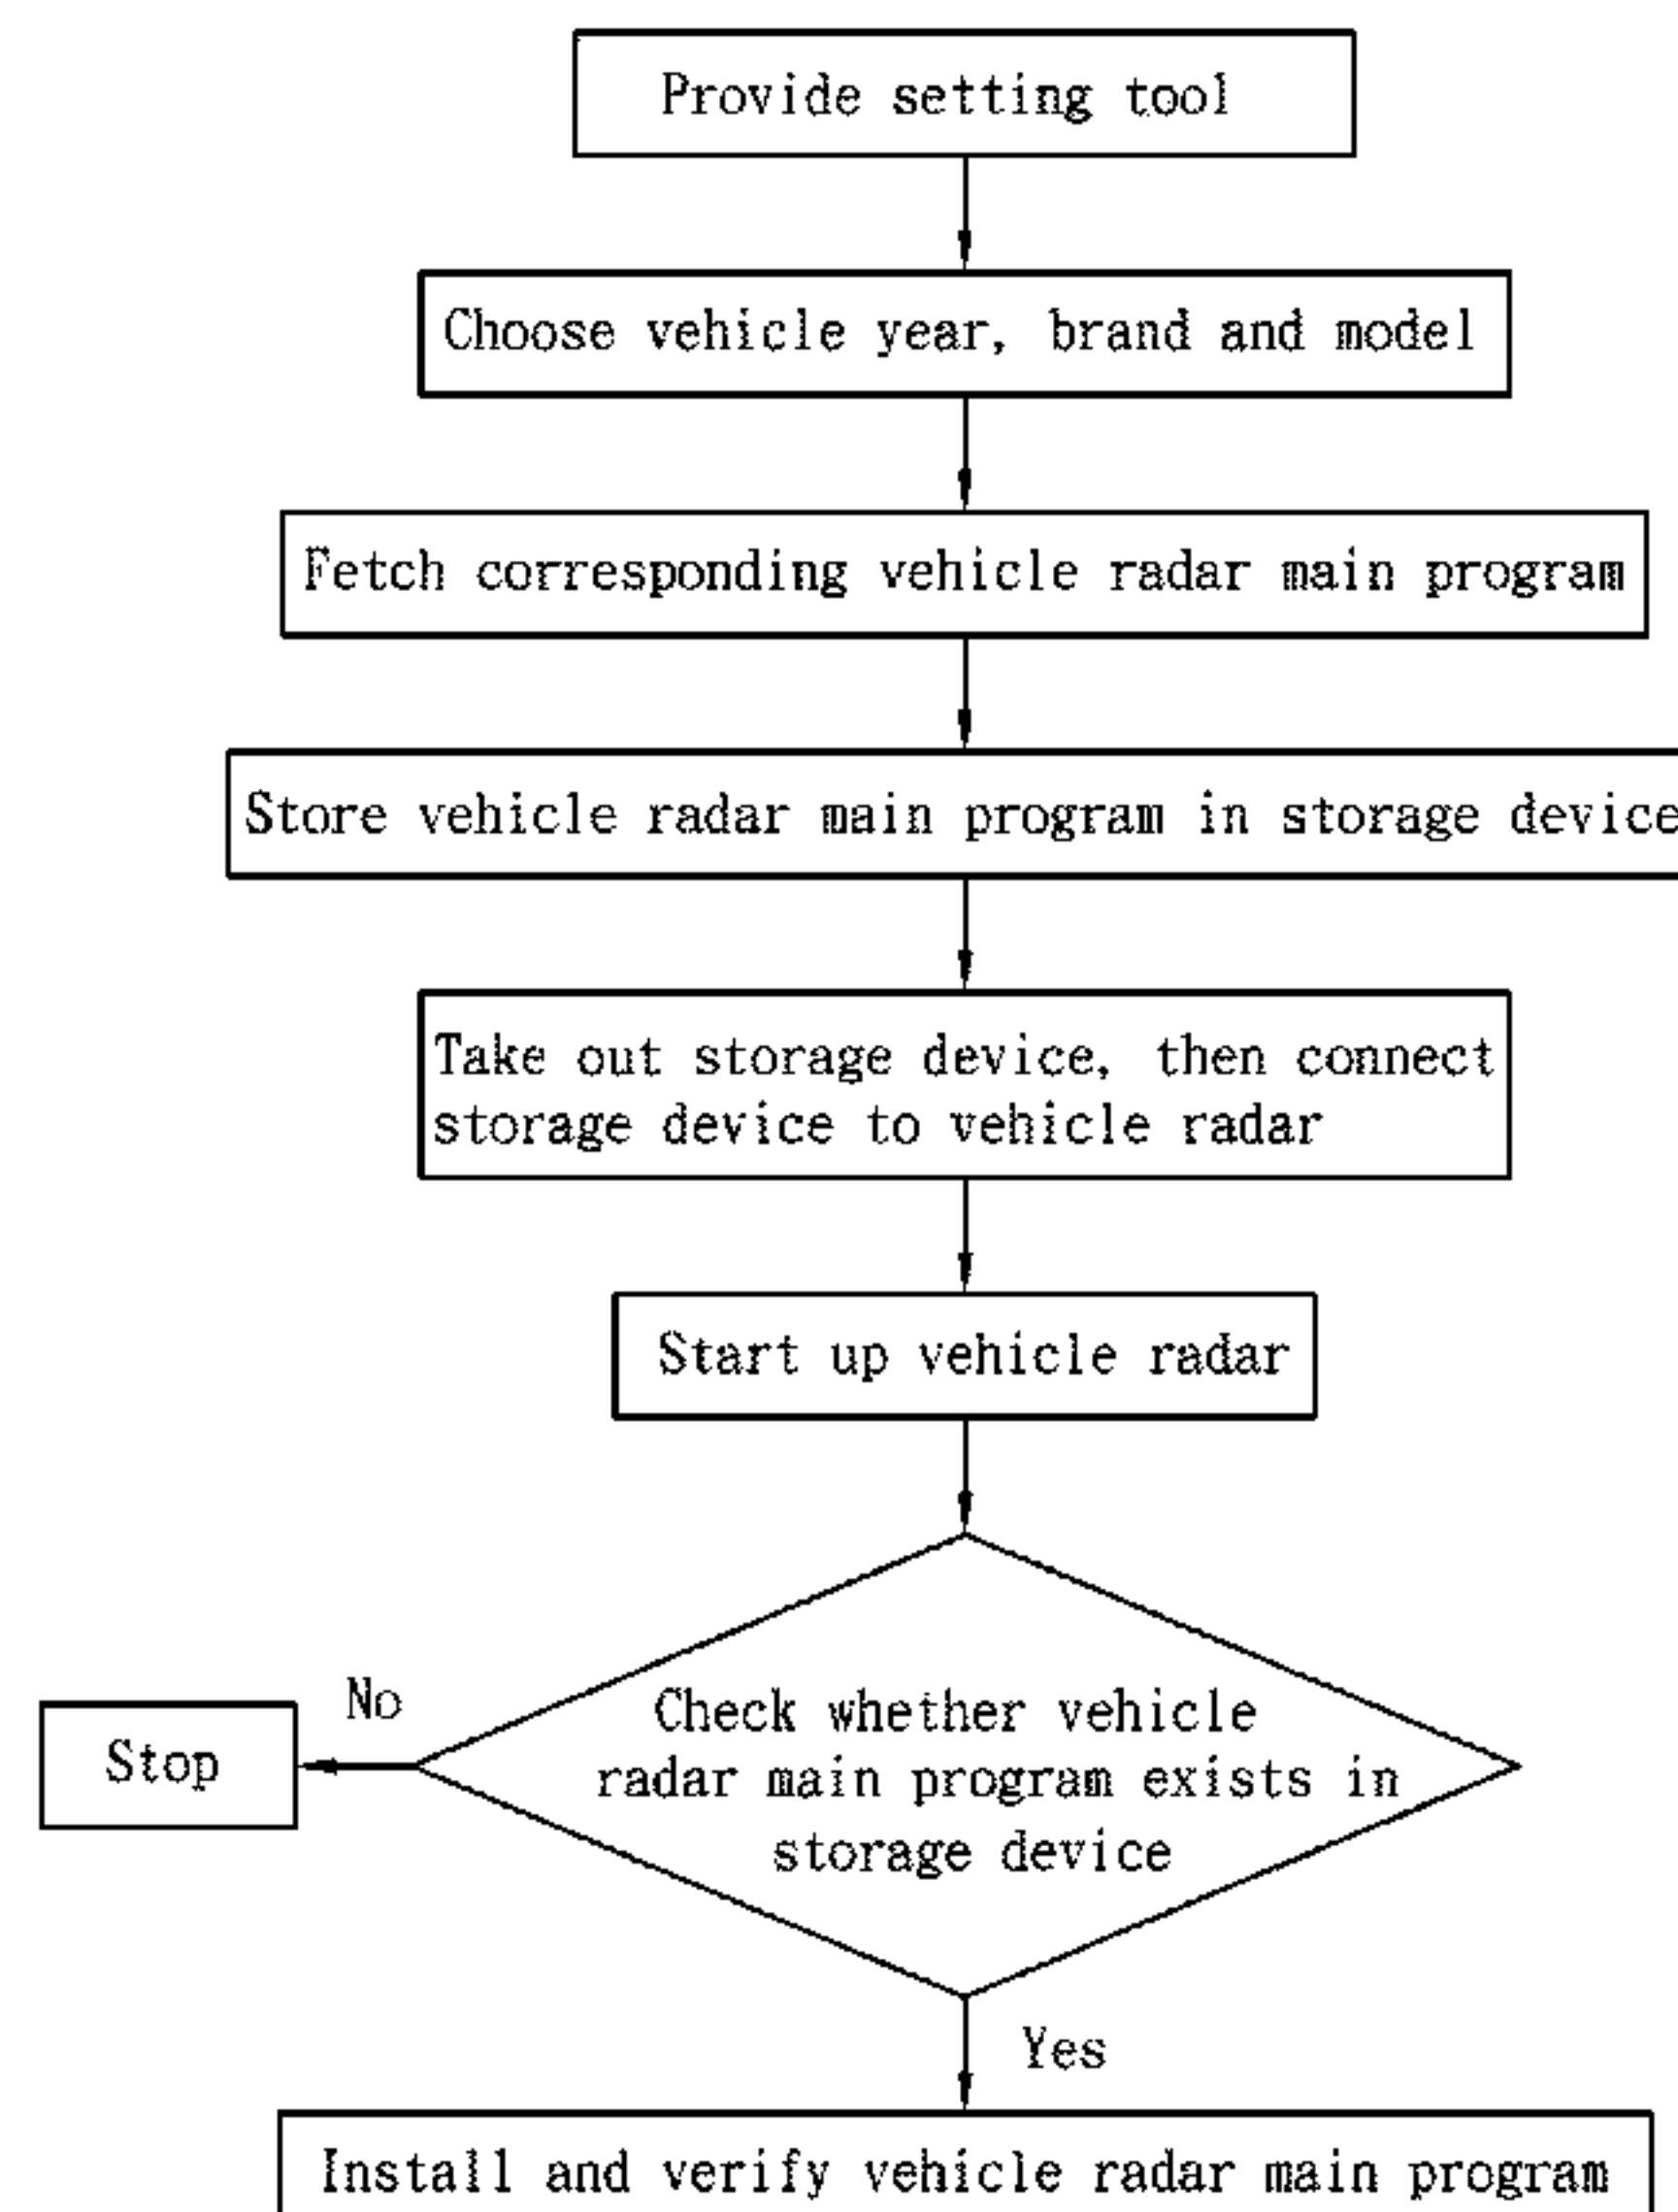 Provide setting tool
Choose vehicle year, brand and model
Fetch corresponding vehicle radar main program
Store vehicle radar main program in storage device
Take out storage device, then connect
storage device to vehicle radar
Start up vehicle radar
No
Stop
Check whether vehicle
radar main program exists in
storage device
Yes
Install and verify vehicle radar main program